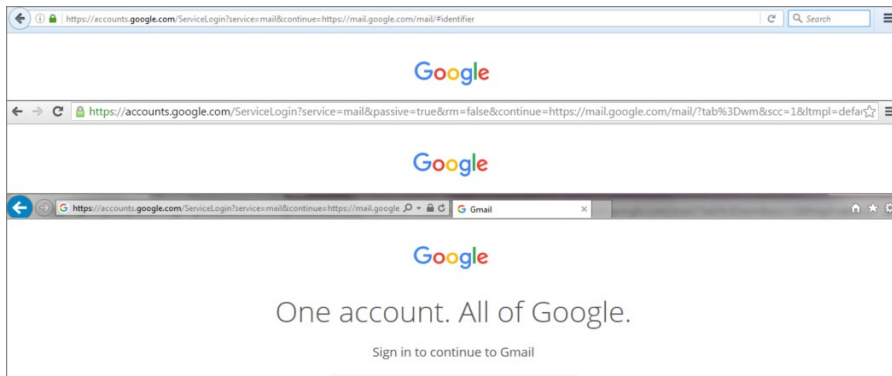 https://accounts.google.com/ServiceLogin?service=mail&continue=https://mail.google.com/mail/#identifier
Search
Google
https://accounts.google.com/ServiceLogin?service=mail&passive=true&rm=false&continue=https://mail.google.com/mail/?tab%3Dwm&scc=1&ltmpl=defau
Google
https://accounts.google.com/ServiceLogin?service=mail&continue=https://mail.google
Gmail
Google
One account. All of Google.
Sign in to continue to Gmail